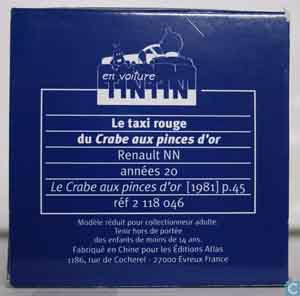 en voiture
TINTIN
Le taxi rouge
du Crabe aux pinces d'or
Renault NN
années 20
Le Crabe aux pinces d'or [1981] p.45
réf 2 118 046
Modèle réduit pour collectionneur adulte.
Tenir hors de portée
des enfants de moins de 14 ans.
Fabriqué en Chine pour les Éditions Atlas
1186, rue de Cocherel - 27000 Évreux France